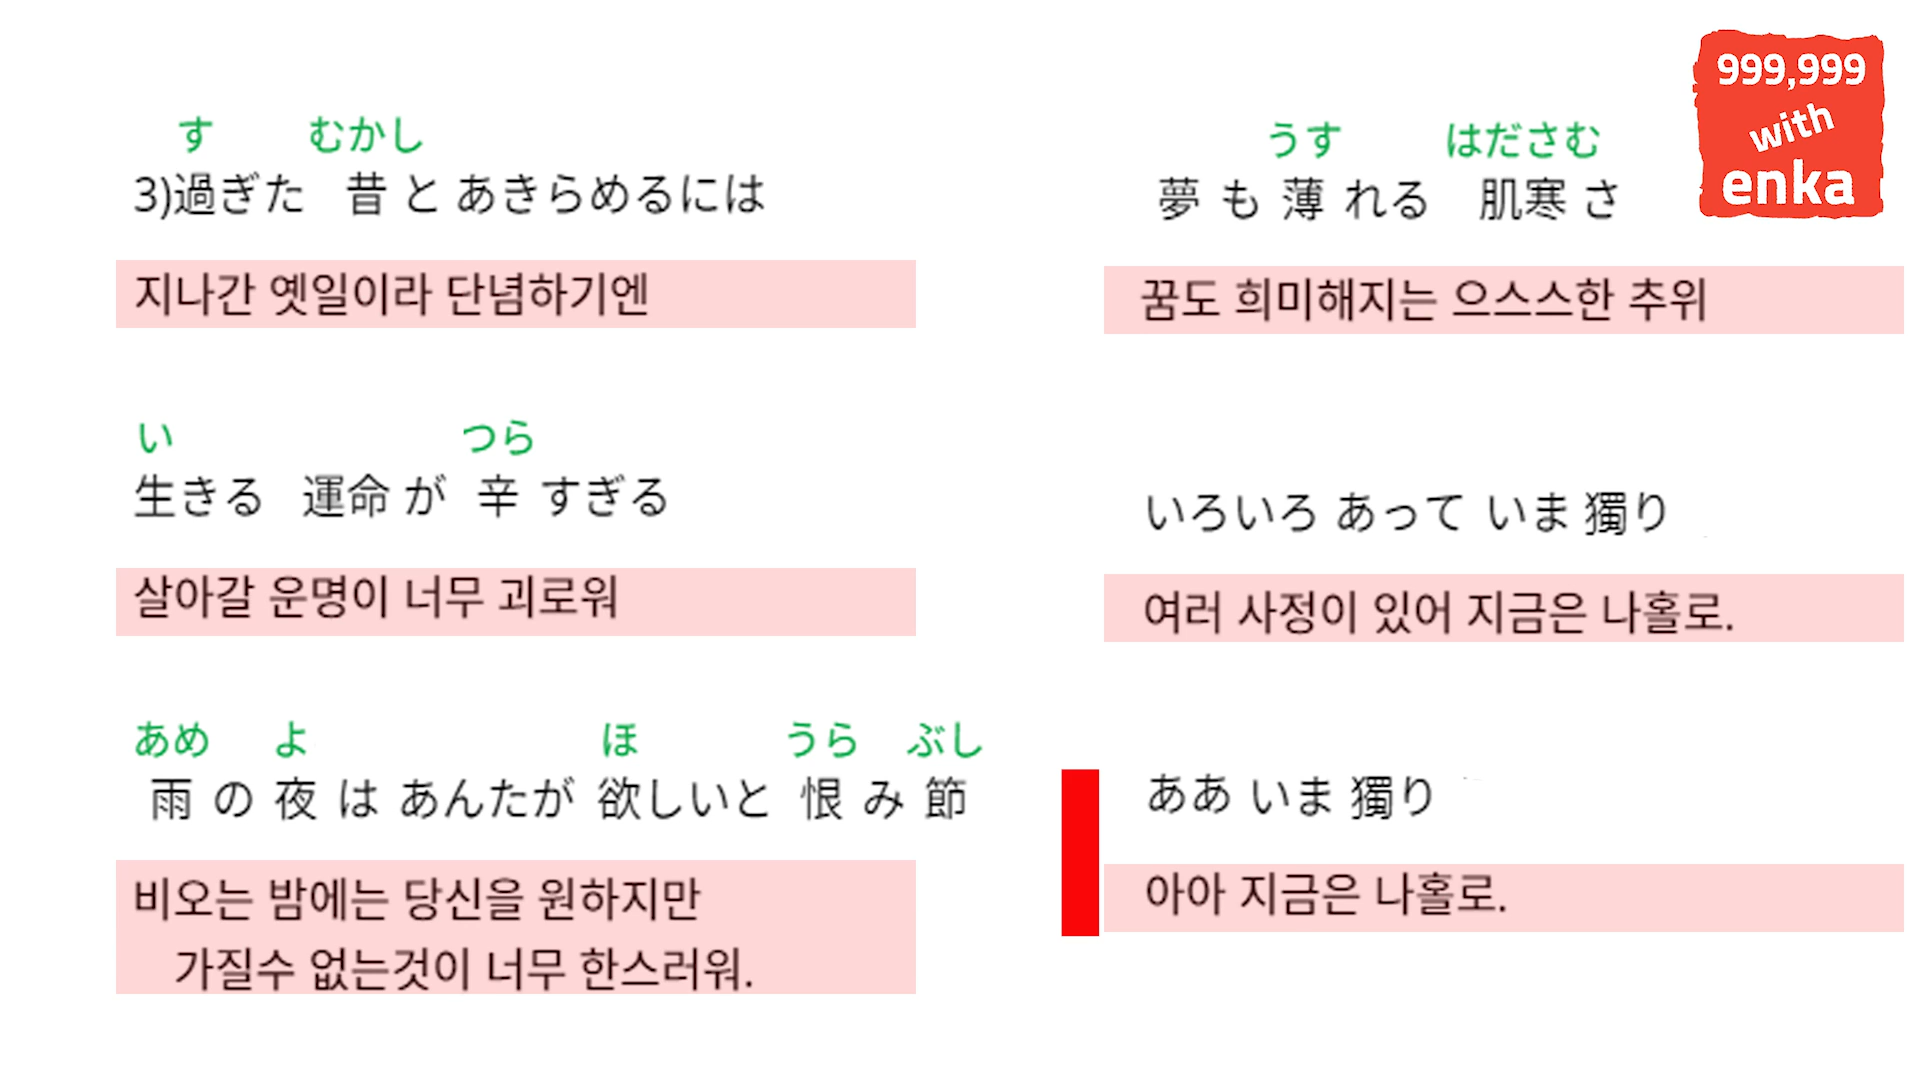 す むかし
3)過ぎた 昔 と あきらめるには
지나간 옛일이라 단념하기엔
い つら
生きる 運命 が 辛 すぎる
살아갈 운명이 너무 괴로워
あめ よ ほ うら ぶし
雨 の 夜 は あんたが 欲しいと 恨 み 節
비오는 밤에는 당신을 원하지만
가질수 없는것이 너무 한스러워.
うす はださむ
夢 も 薄 れる 肌寒 さ
꿈도 희미해지는 으스스한 추위
いろいろ あって いま 獨り
여러 사정이 있어 지금은 나홀로.
ああ いま 獨り
아아 지금은 나홀로.
999,999
with
enka